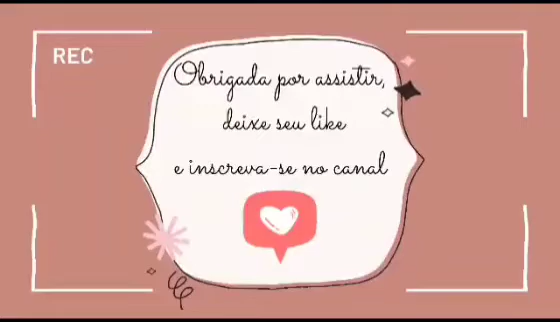 REC
Obrigada por assistir,
deixe seu like
e inscreva-se no canal